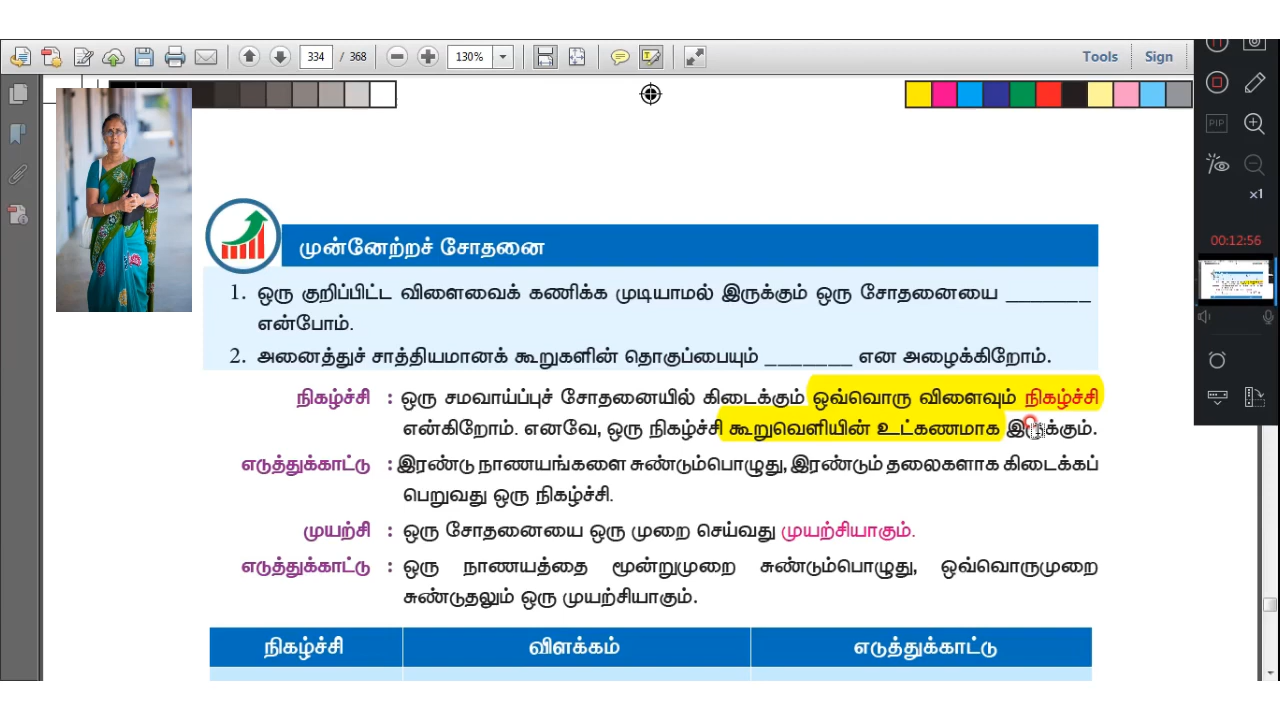 334 / 368 130% Tools Sign
PIP
x1
00:12:56
முன்னேற்றச் சோதனை
1. ஒரு குறிப்பிட்ட விளைவைக் கணிக்க முடியாமல் இருக்கும் ஒரு சோதனையை ________
என்போம்.
2. அனைத்துச் சாத்தியமானக் கூறுகளின் தொகுப்பையும் _______ என அழைக்கிறோம்.
நிகழ்ச்சி : ஒரு சமவாய்ப்புச் சோதனையில் கிடைக்கும் ஒவ்வொரு விளைவும் நிகழ்ச்சி
என்கிறோம். எனவே, ஒரு நிகழ்ச்சி கூறுவெளியின் உட்கணமாக இருக்கும்.
எடுத்துக்காட்டு : இரண்டு நாணயங்களை சுண்டும்பொழுது, இரண்டும் தலைகளாக கிடைக்கப்
பெறுவது ஒரு நிகழ்ச்சி.
முயற்சி : ஒரு சோதனையை ஒரு முறை செய்வது முயற்சியாகும்.
எடுத்துக்காட்டு : ஒரு நாணயத்தை மூன்றுமுறை சுண்டும்பொழுது, ஒவ்வொருமுறை
சுண்டுதலும் ஒரு முயற்சியாகும்.
நிகழ்ச்சி விளக்கம் எடுத்துக்காட்டு